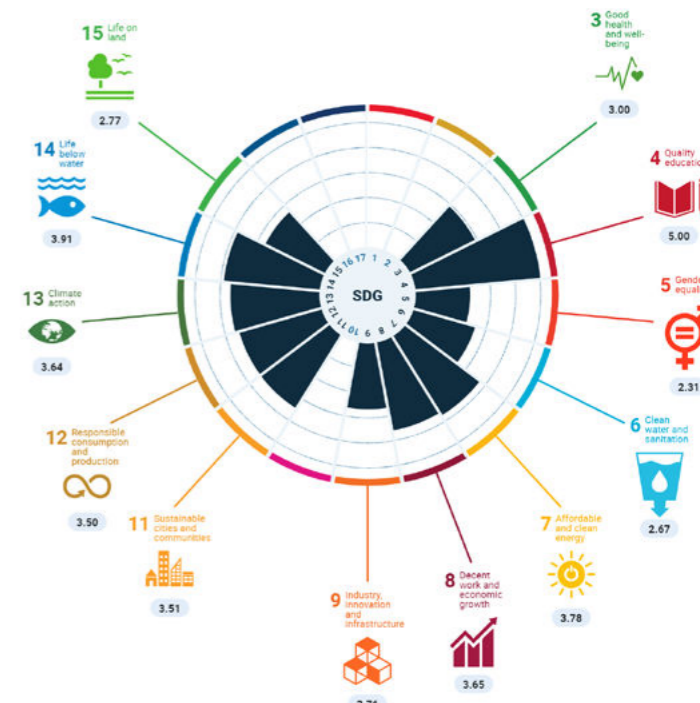 15 Life on
land
2.77
3 Good
health
and well-
being
3.00
14 Life
below
water
3.91
4 Quality
educatio
5.00
13 Climate
action
3.64
5 Gende
equali
2.31
12 Responsible
consumption
and
production
3.50
6 Clean
water and
sanitation
2.67
11 Sustainable
cities and
communities
3.51
7 Affordable
and clean
energy
3.78
9 Industry,
innovation
and
infrastructure
8 Decent
work and
economic
growth
3.65
SDG
1
2
3
4
5
6
7
8
9
10
11
12
13
14
15
16
17